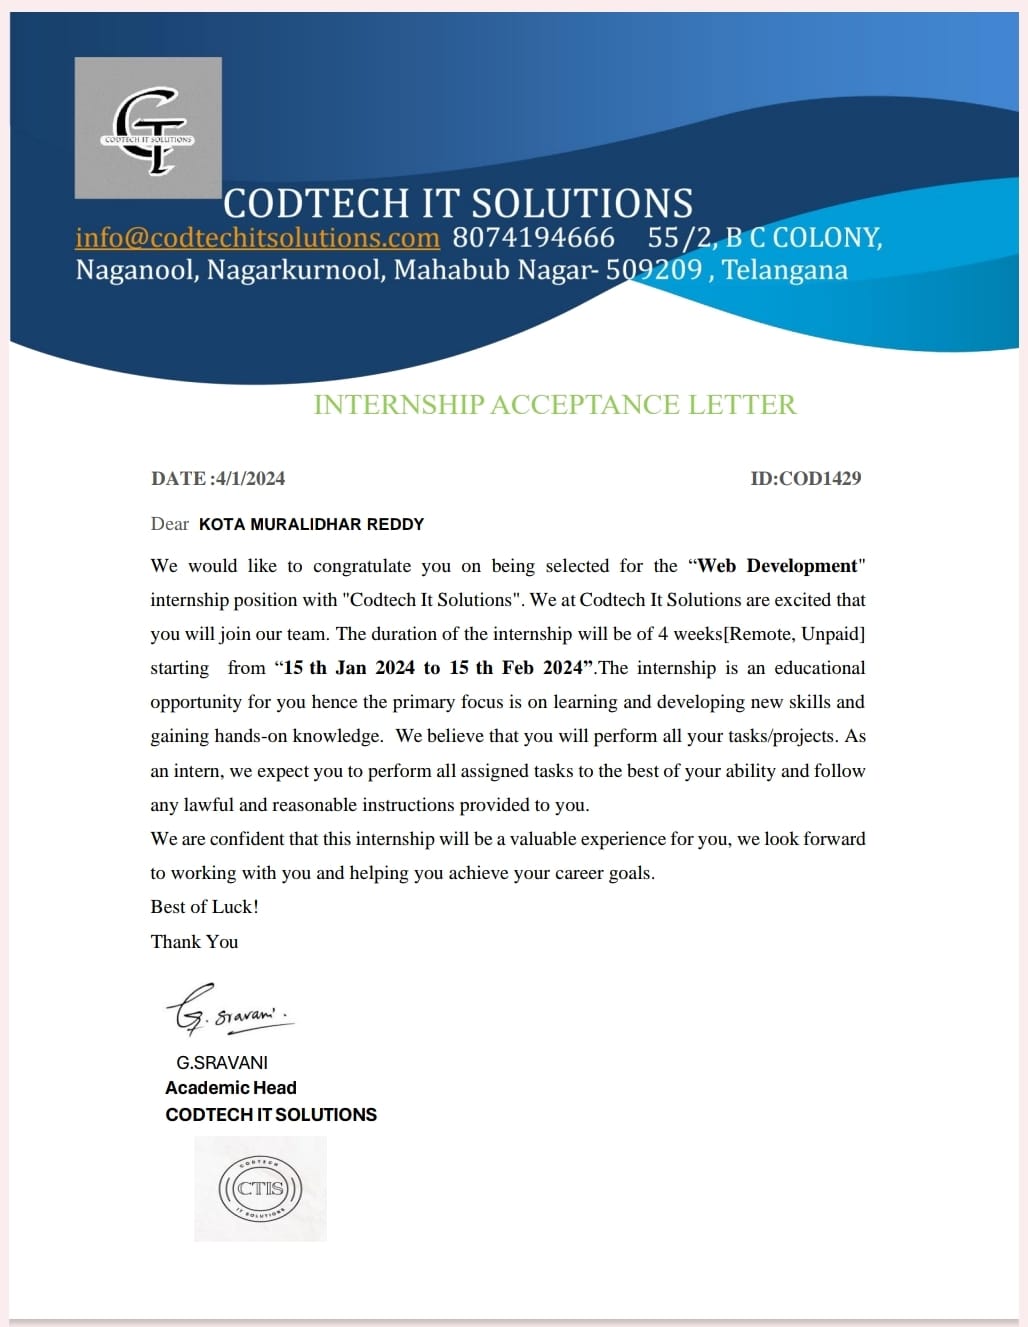 CODTECH IT SOLUTIONS
CODTECH IT SOLUTIONS
info@codtechitsolutions.com 8074194666 55/2, B C COLONY,
Naganool, Nagarkurnool, Mahabub Nagar- 509209 , Telangana
INTERNSHIP ACCEPTANCE LETTER
DATE :4/1/2024 ID:COD1429
Dear KOTA MURALIDHAR REDDY
We would like to congratulate you on being selected for the “Web Development"
internship position with "Codtech It Solutions". We at Codtech It Solutions are excited that
you will join our team. The duration of the internship will be of 4 weeks[Remote, Unpaid]
starting from “15 th Jan 2024 to 15 th Feb 2024”.The internship is an educational
opportunity for you hence the primary focus is on learning and developing new skills and
gaining hands-on knowledge. We believe that you will perform all your tasks/projects. As
an intern, we expect you to perform all assigned tasks to the best of your ability and follow
any lawful and reasonable instructions provided to you.
We are confident that this internship will be a valuable experience for you, we look forward
to working with you and helping you achieve your career goals.
Best of Luck!
Thank You
G. Sravani.
G.SRAVANI
Academic Head
CODTECH IT SOLUTIONS
CODTECH
CTIS
IT SOLUTIONS